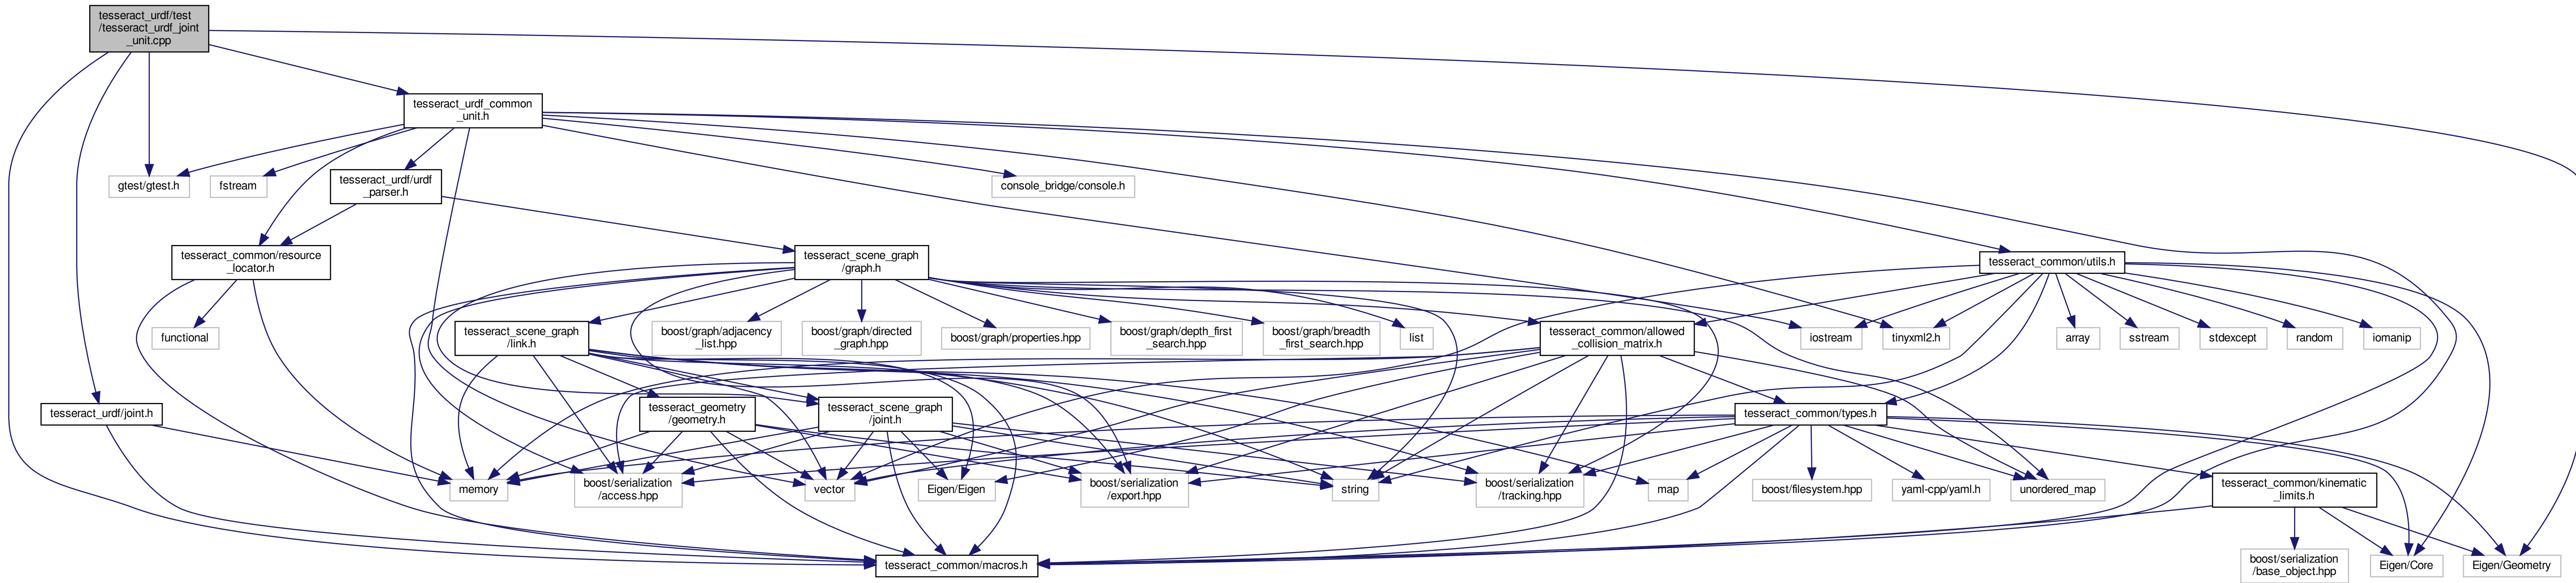 tesseract_urdf/test
/tesseract_urdf_joint
_unit.cpp
tesseract_urdf_common
_unit.h
gtest/gtest.h
fstream
tesseract_urdf/urdf
_parser.h
console_bridge/console.h
tesseract_common/resource
_locator.h
tesseract_scene_graph
/graph.h
tesseract_common/utils.h
functional
tesseract_scene_graph
/link.h
boost/graph/adjacency
_list.hpp
boost/graph/directed
_graph.hpp
boost/graph/properties.hpp
boost/graph/depth_first
_search.hpp
boost/graph/breadth
_first_search.hpp
list
tesseract_common/allowed
_collision_matrix.h
iostream
tinyxml2.h
array
sstream
stdexcept
random
iomanip
tesseract_urdf/joint.h
tesseract_geometry
/geometry.h
tesseract_scene_graph
/joint.h
tesseract_common/types.h
memory
boost/serialization
/access.hpp
vector
Eigen/Eigen
boost/serialization
/export.hpp
string
boost/serialization
/tracking.hpp
map
boost/filesystem.hpp
yaml-cpp/yaml.h
unordered_map
tesseract_common/kinematic
_limits.h
tesseract_common/macros.h
boost/serialization
/base_object.hpp
Eigen/Core
Eigen/Geometry